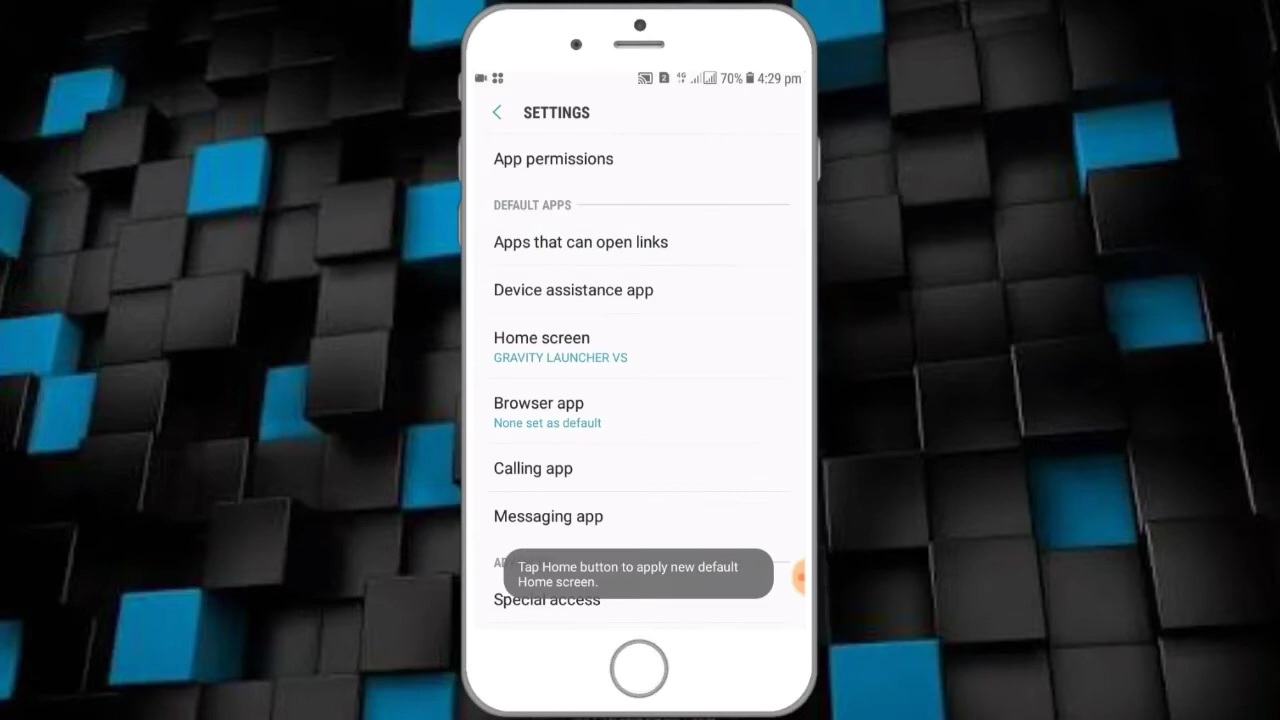 70% 4:29 pm
SETTINGS
App permissions
DEFAULT APPS
Apps that can open links
Device assistance app
Home screen
GRAVITY LAUNCHER VS
Browser app
None set as default
Calling app
Messaging app
Tap Home button to apply new default
Home screen.
Special access